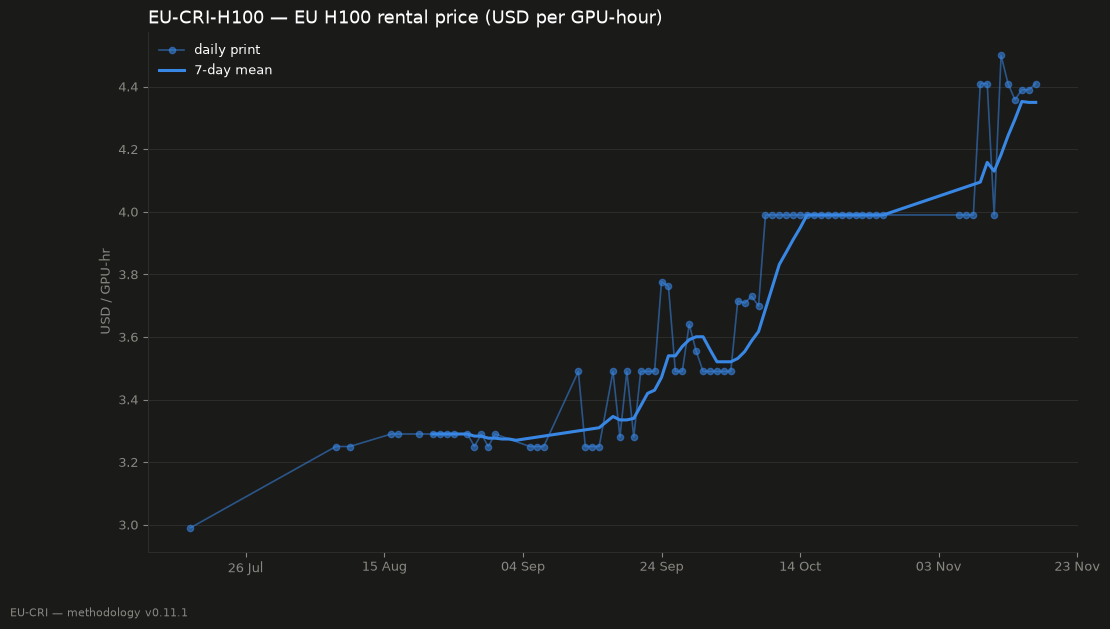 EU-CRI-H100 — EU H100 rental price (USD per GPU-hour)
daily print
7-day mean
4.4
4.2
4.0
3.8
3.6
3.4
3.2
3.0
USD / GPU-hr
26 Jul
15 Aug
04 Sep
24 Sep
14 Oct
03 Nov
23 Nov
EU-CRI — methodology v0.11.1